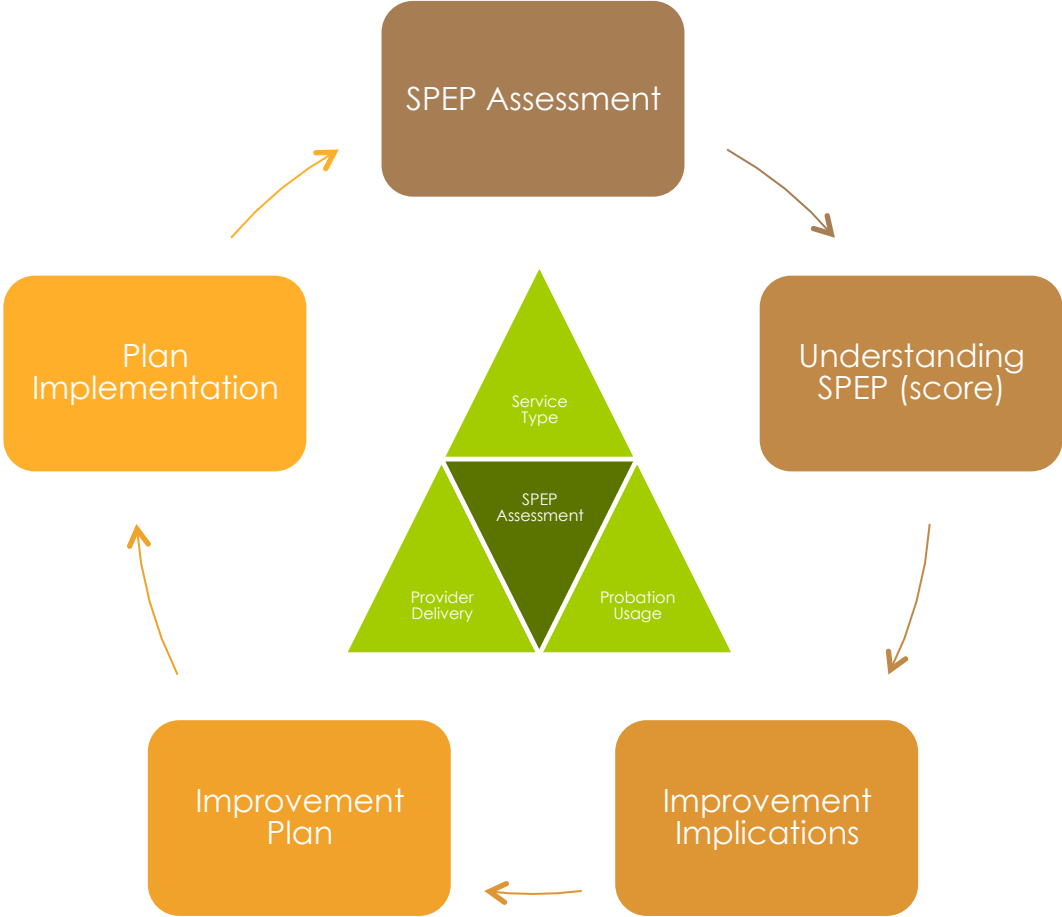 SPEP Assessment
Understanding
SPEP (score)
Improvement
Implications
Improvement
Plan
Plan
Implementation
Service
Type
SPEP
Assessment
Provider
Delivery
Probation
Usage